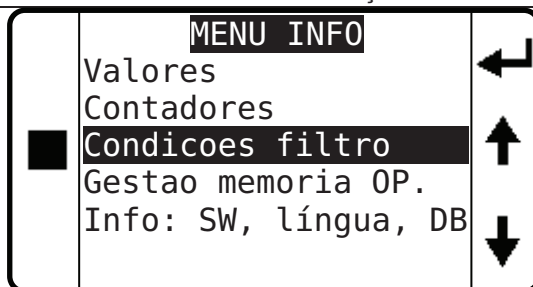 MENU INFO
Valores
Contadores
Condicoes filtro
Gestao memoria OP.
Info: SW, língua, DB